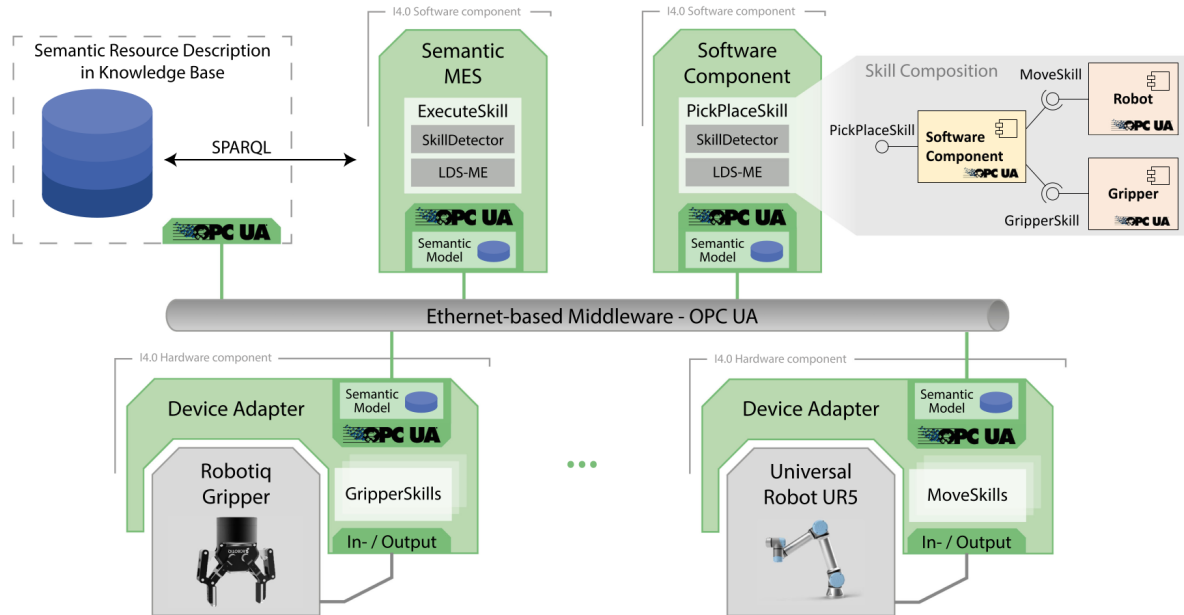 I4.0 Software component
I4.0 Software component
Semantic Resource Description
in Knowledge Base
SPARQL
OPC UA
Semantic
MES
ExecuteSkill
SkillDetector
LDS-ME
OPC UA
Semantic
Model
Software
Component
PickPlaceSkill
SkillDetector
LDS-ME
OPC UA
Semantic
Model
Skill Composition
MoveSkill
Robot
OPC UA
PickPlaceSkill
Software
Component
OPC UA
Gripper
OPC UA
GripperSkill
Ethernet-based Middleware - OPC UA
I4.0 Hardware component
Device Adapter
Semantic
Model
OPC UA
Robotiq
Gripper
GripperSkills
In- / Output
ROBOTIQ
I4.0 Hardware component
Device Adapter
Semantic
Model
OPC UA
Universal
Robot UR5
MoveSkills
In- / Output